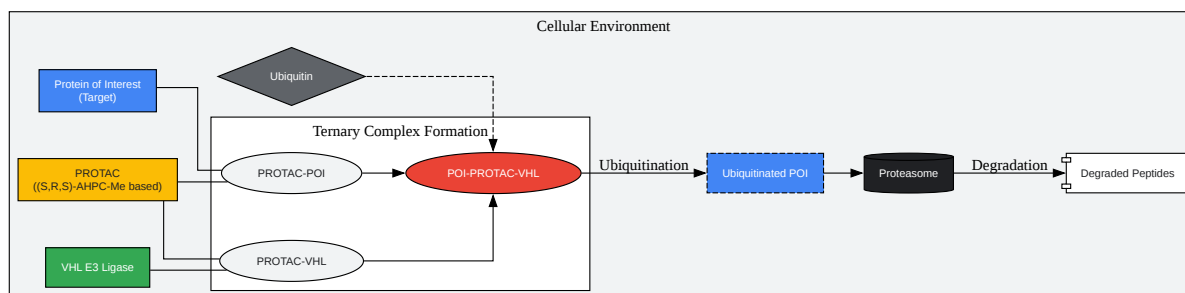 Cellular Environment
Ubiquitin
Protein of Interest
(Target)
Ternary Complex Formation
PROTAC
((S,R,S)-AHPC-Me based)
PROTAC-POI
POI-PROTAC-VHL
Ubiquitination
Ubiquitinated POI
Proteasome
Degradation
Degraded Peptides
VHL E3 Ligase
PROTAC-VHL